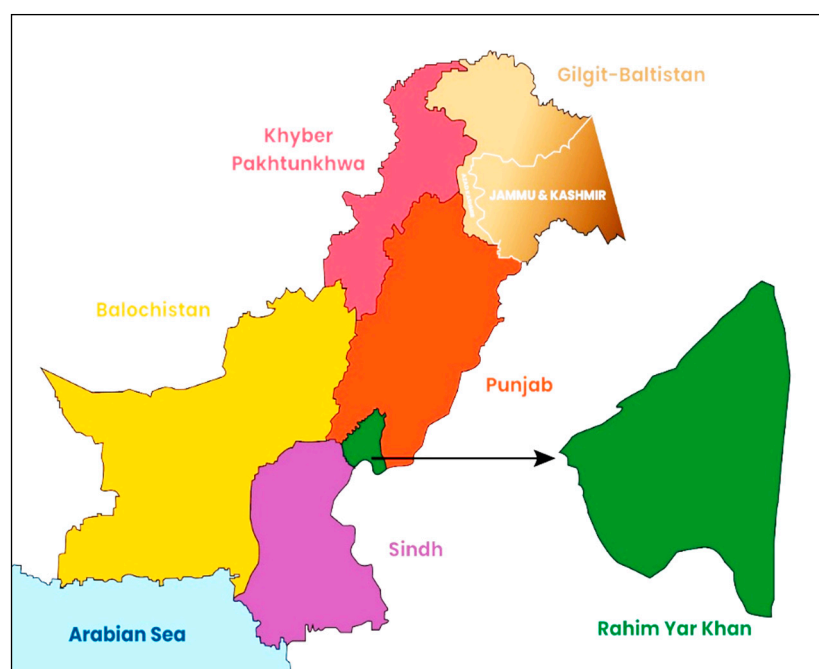 Gilgit-Baltistan
Khyber
Pakhtunkhwa
JAMMU & KASHMIR
Balochistan
Punjab
Sindh
Arabian Sea
Rahim Yar Khan